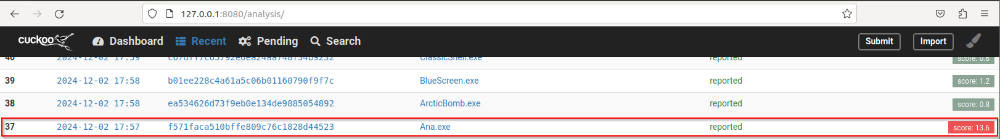 127.0.0.1:8080/analysis/
cuckoo Dashboard Recent Pending Search Submit Import
40 2024-12-02 17:59 ClassicShell.exe reported score: 0.6
39 2024-12-02 17:58 b01ee228c4a61a5c06b01160790f9f7c BlueScreen.exe reported score: 1.2
38 2024-12-02 17:58 ea534626d73f9eb0e134de9885054892 ArcticBomb.exe reported score: 0.8
37 2024-12-02 17:57 f571faca510bffe809c76c1828d44523 Ana.exe reported score: 13.6